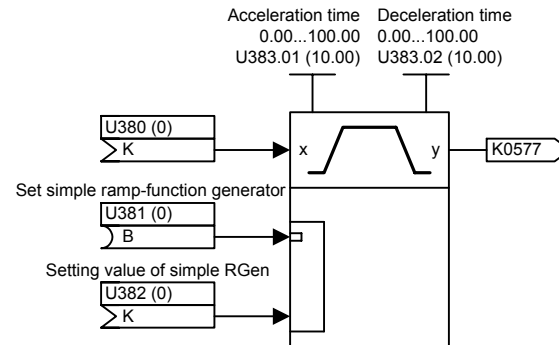 Acceleration time Deceleration time
0.00...100.00 0.00...100.00
U383.01 (10.00) U383.02 (10.00)
U380 (0)
K
x y K0577
Set simple ramp-function generator
U381 (0)
B
Setting value of simple RGen
U382 (0)
K